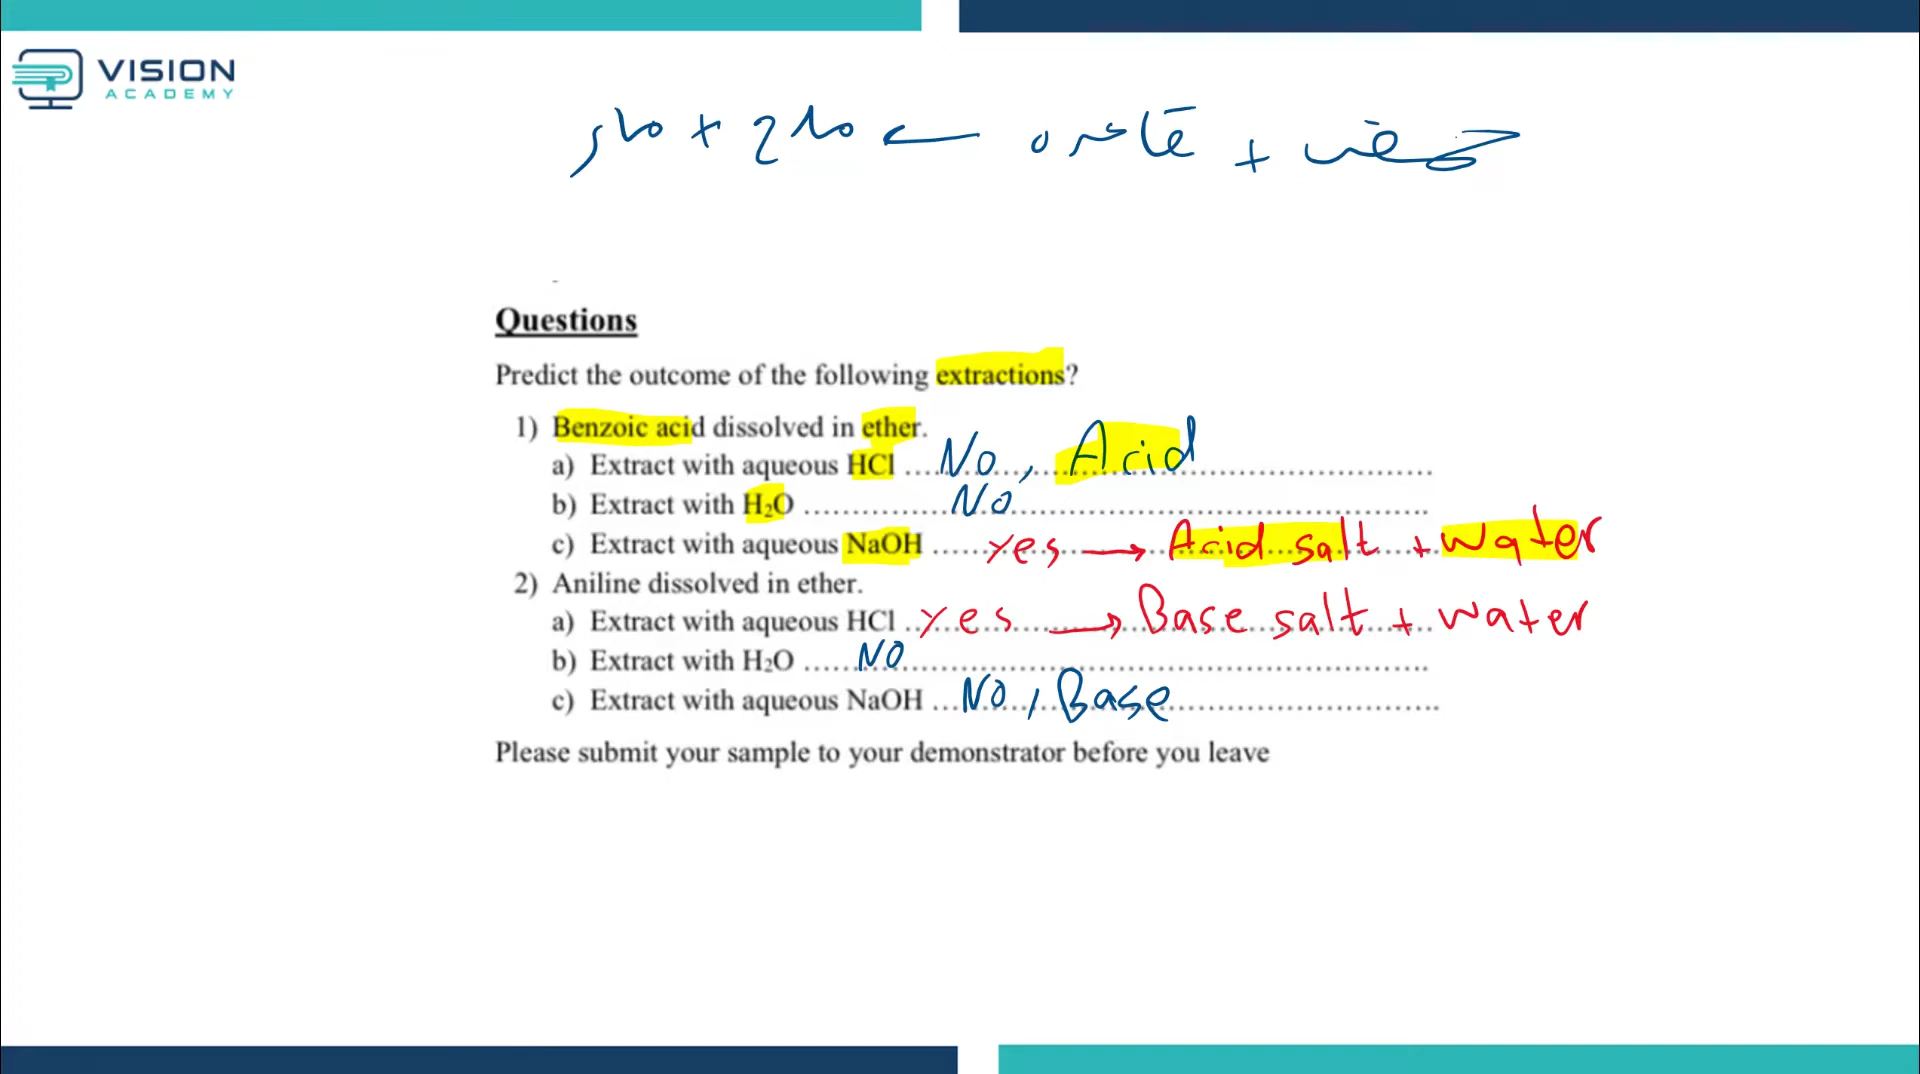 VISION
ACADEMY
حمض + قاعدة ← ملح + ماء
Questions
Predict the outcome of the following extractions?
1) Benzoic acid dissolved in ether.
a) Extract with aqueous HCl ..... No, Acid
b) Extract with H₂O ..... No
c) Extract with aqueous NaOH ..... yes → Acid salt + water
2) Aniline dissolved in ether.
a) Extract with aqueous HCl ..... yes → Base salt + water
b) Extract with H₂O ..... NO
c) Extract with aqueous NaOH ..... No, Base
Please submit your sample to your demonstrator before you leave